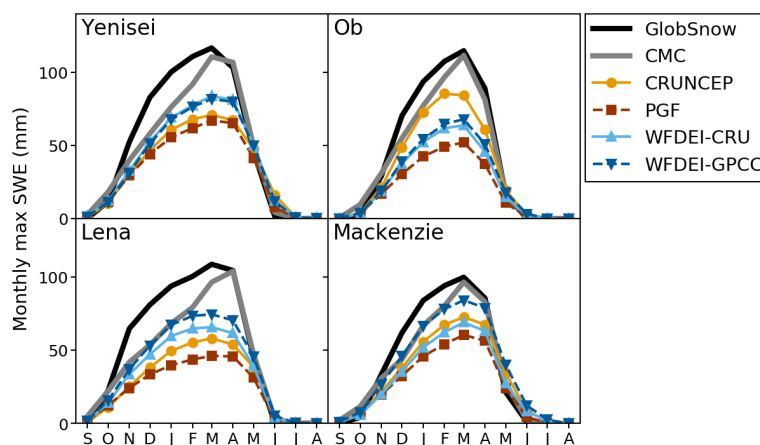 Yenisei
Ob
GlobSnow
CMC
CRUNCEP
PGF
WFDEI-CRU
WFDEI-GPCC
100
50
0
Monthly max SWE (mm)
Lena
Mackenzie
100
50
0
S O N D J F M A M J J A
S O N D J F M A M J J A